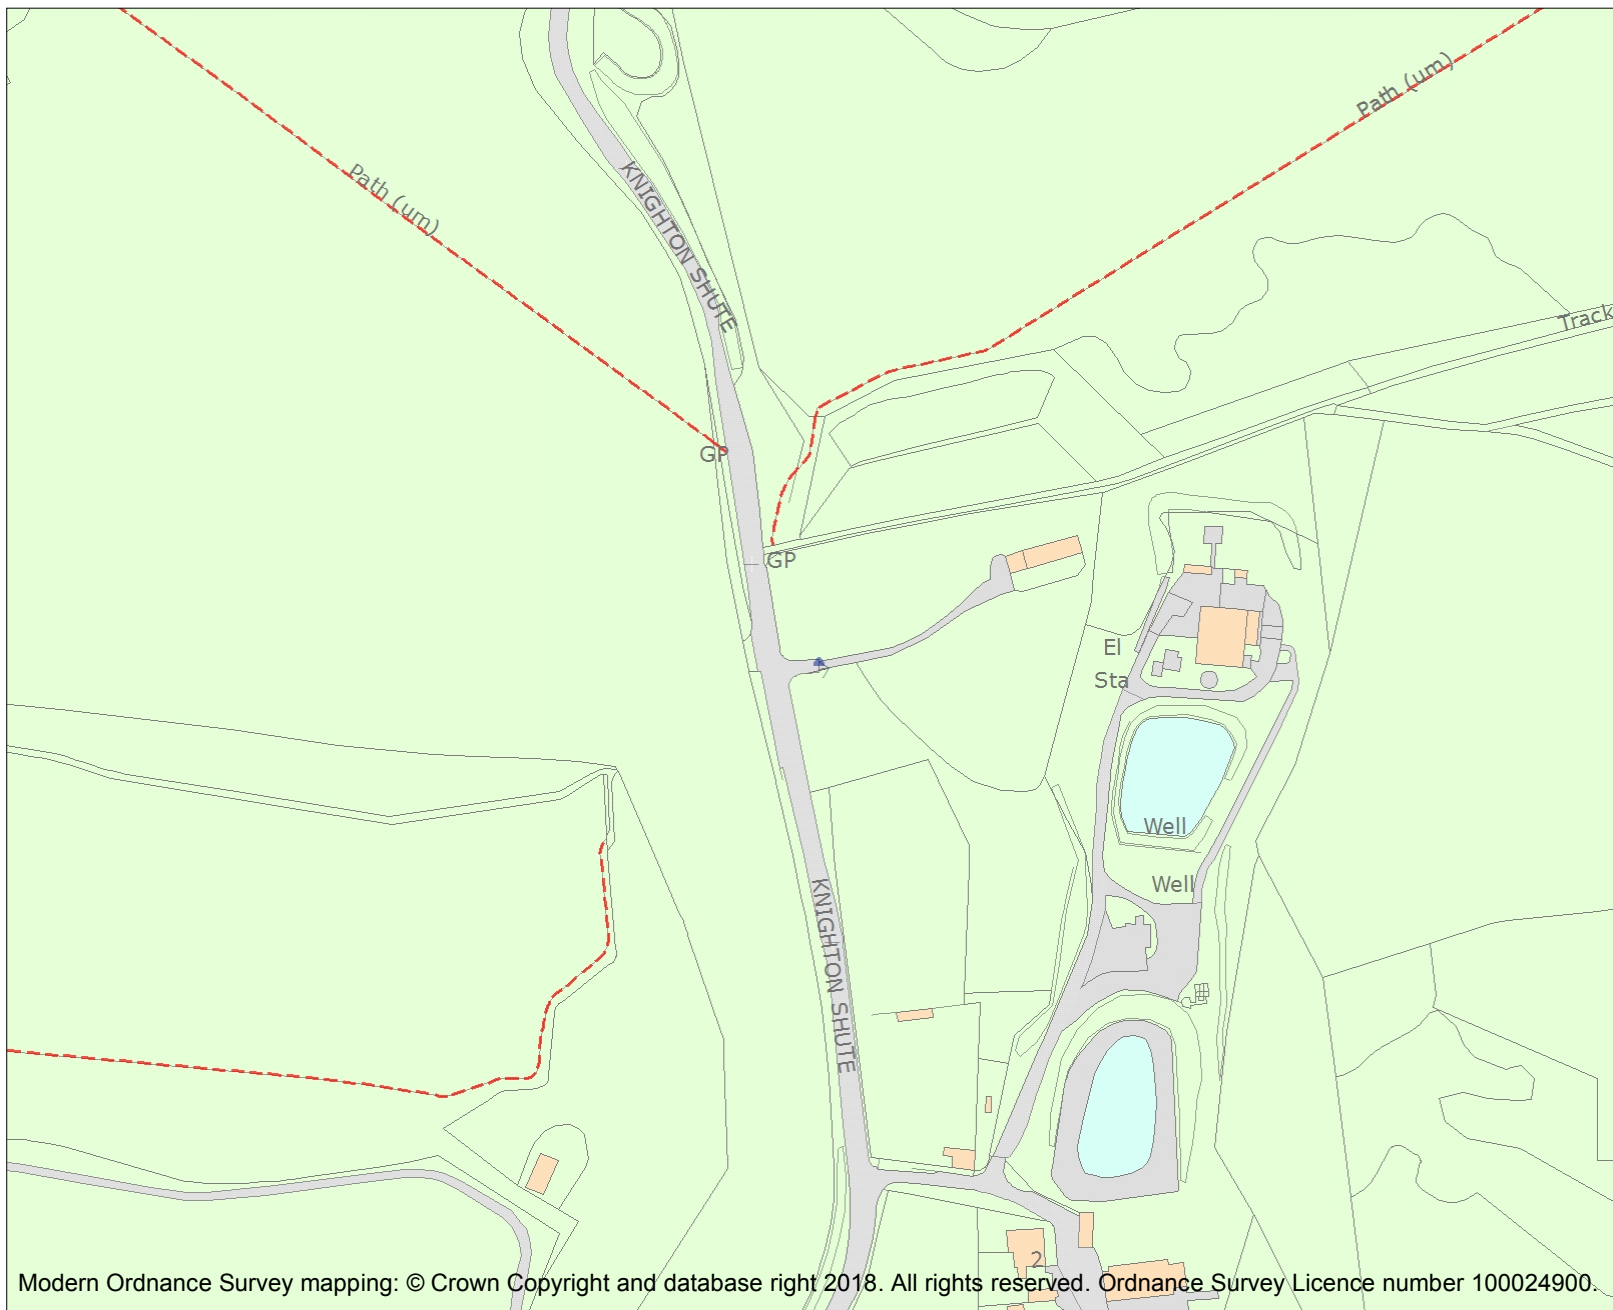 Path (um)
Path (um)
KNIGHTON SHUTE
Track
GP
GP
El
Sta
Well
Well
KNIGHTON SHUTE
2
Modern Ordnance Survey mapping: © Crown Copyright and database right 2018. All rights reserved. Ordnance Survey Licence number 100024900.